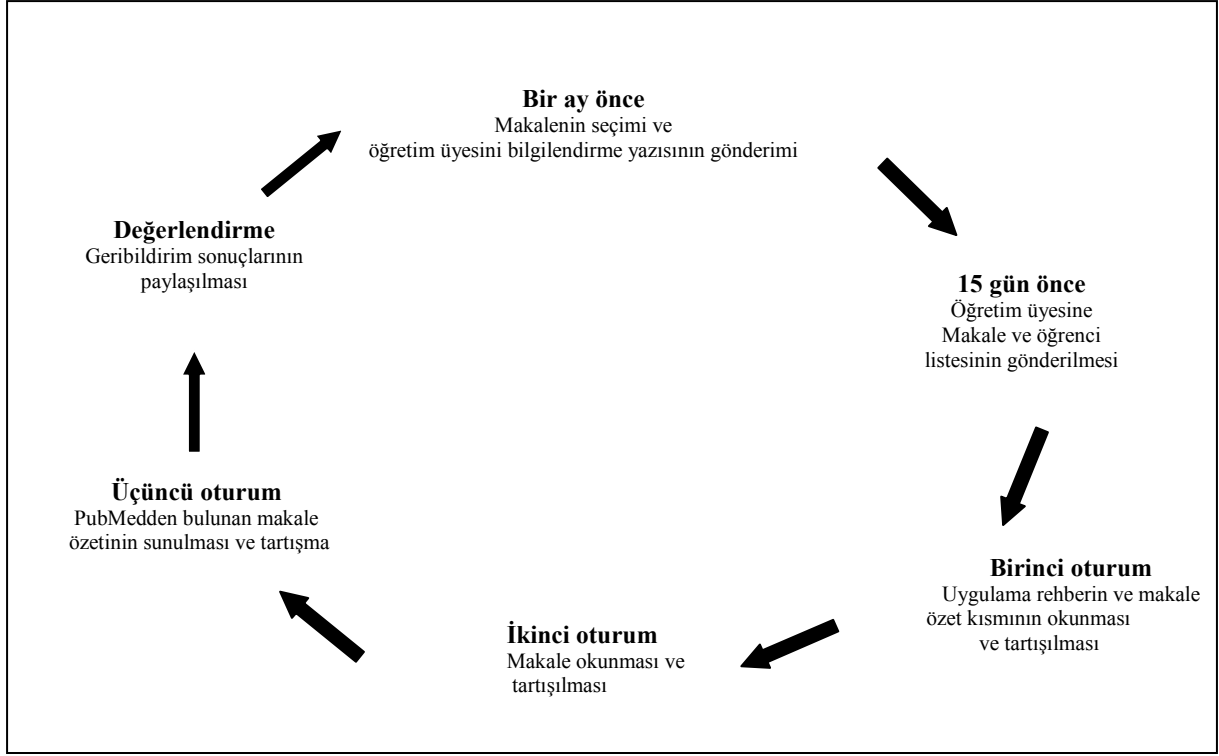 Bir ay önce
Makalenin seçimi ve
öğretim üyesini bilgilendirme yazısının gönderimi
15 gün önce
Öğretim üyesine
Makale ve öğrenci
listesinin gönderilmesi
Birinci oturum
Uygulama rehberin ve makale
özet kısmının okunması
ve tartışılması
İkinci oturum
Makale okunması ve
tartışılması
Üçüncü oturum
PubMedden bulunan makale
özetinin sunulması ve tartışma
Değerlendirme
Geribildirim sonuçlarının
paylaşılması